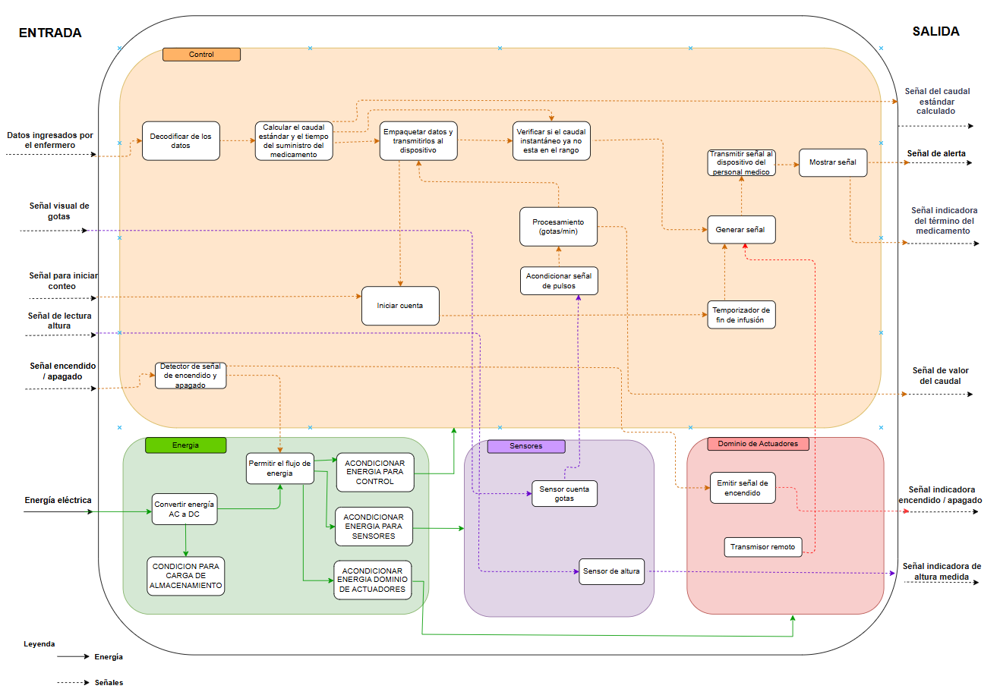 ENTRADA
SALIDA
Control
Señal del caudal
estándar
calculado
Datos ingresados por
el enfermero
Decodificar de los
datos
Calcular el caudal
estándar y el tiempo
del suministro del
medicamento
Empaquetar datos y
transmitirlos al
dispositivo
Verificar si el caudal
instantáneo ya no
esta en el rango
Transmitir señal al
dispositivo del
personal medico
Mostrar señal
Señal de alerta
Señal visual de
gotas
Procesamiento
(gotas/min)
Generar señal
Señal indicadora
del término del
medicamento
Señal para iniciar
conteo
Acondicionar señal
de pulsos
Iniciar cuenta
Temporizador de
fin de infusión
Señal de lectura
altura
Señal encendido
/ apagado
Detector de señal
de encendido y
apagado
Señal de valor
del caudal
Energia
Sensores
Dominio de Actuadores
Permitir el flujo de
energia
ACONDICIONAR
ENERGIA PARA
CONTROL
Sensor cuenta
gotas
Emitir señal de
encendido
Señal indicadora
encendido / apagado
Energía eléctrica
Convertir energía
AC a DC
ACONDICIONAR
ENERGIA PARA
SENSORES
Transmisor remoto
CONDICION PARA
CARGA DE
ALMACENAMIENTO
ACONDICIONAR
ENERGIA DOMINIO
DE ACTUADORES
Sensor de altura
Señal indicadora de
altura medida
Leyenda
Energía
Señales